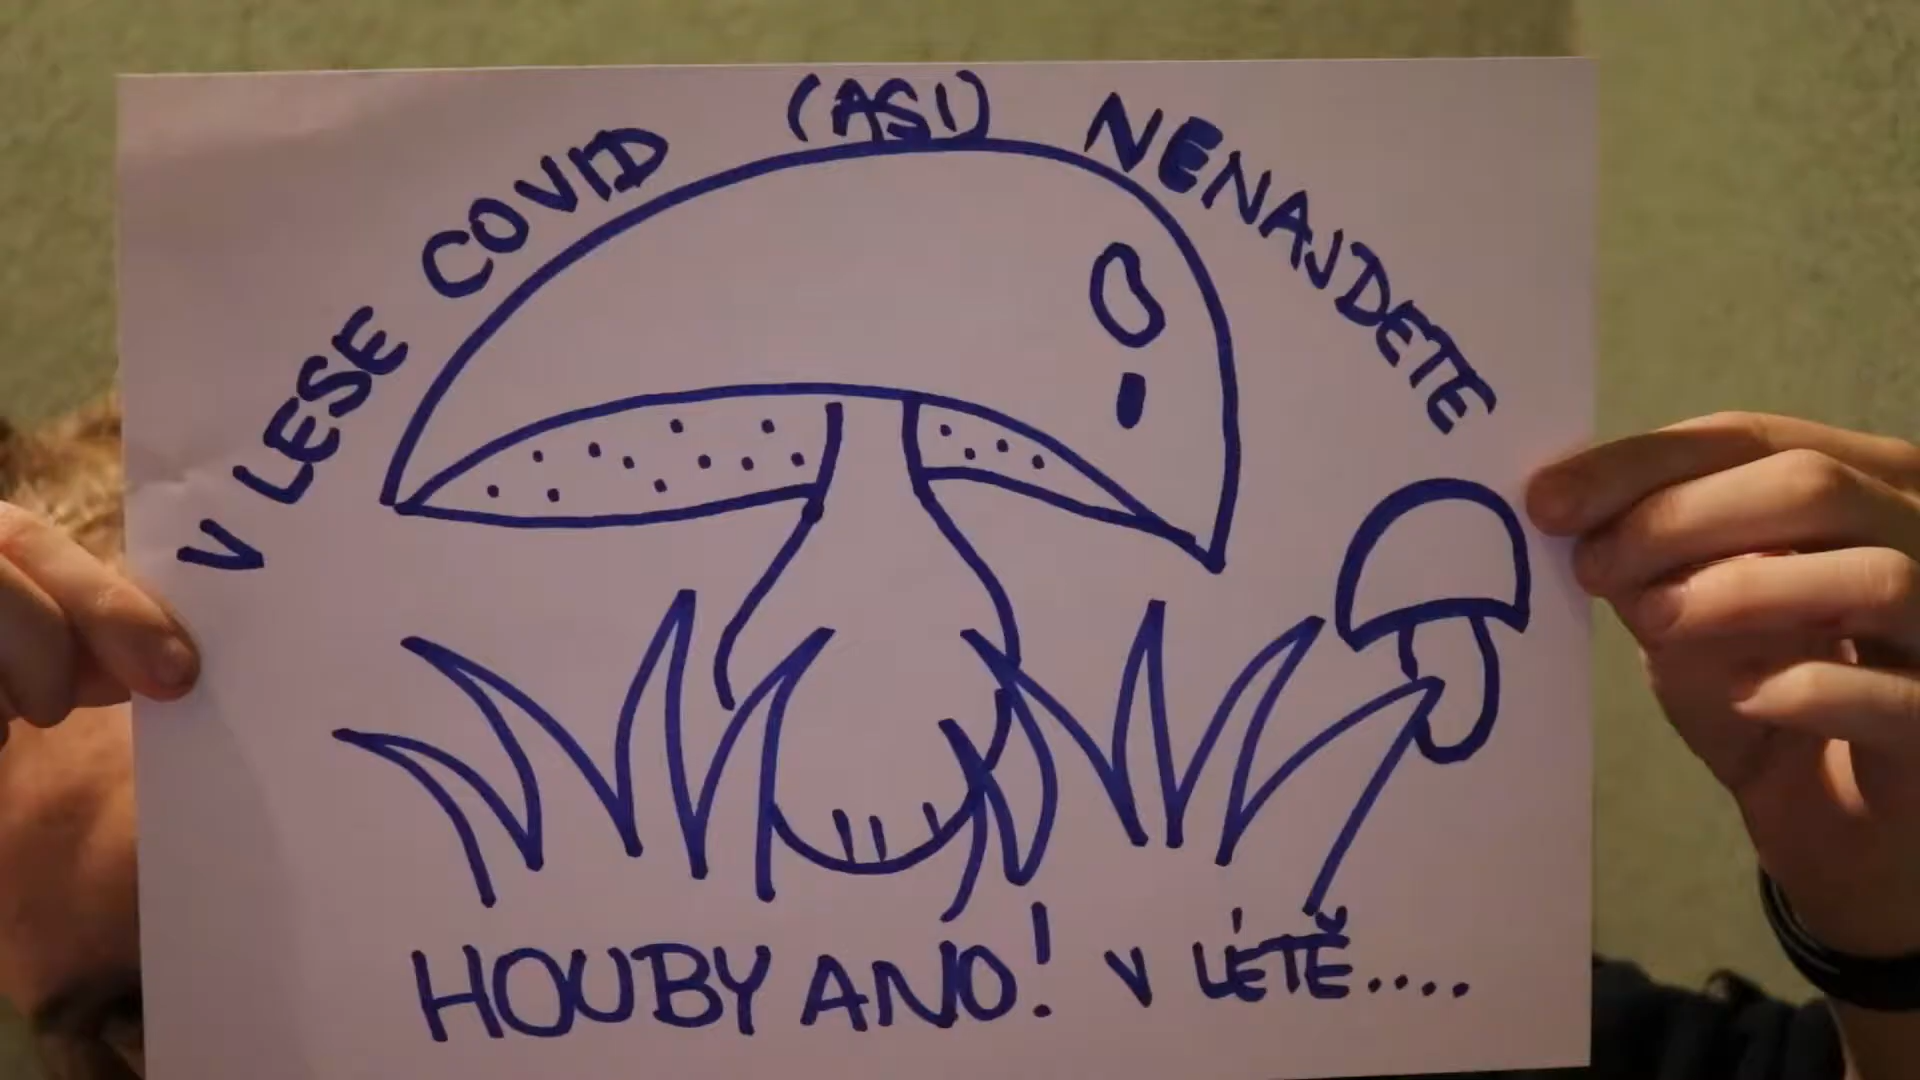 V LESE COVID (ASI) NENAJDETE
HOUBY ANO! V LÉTĚ....